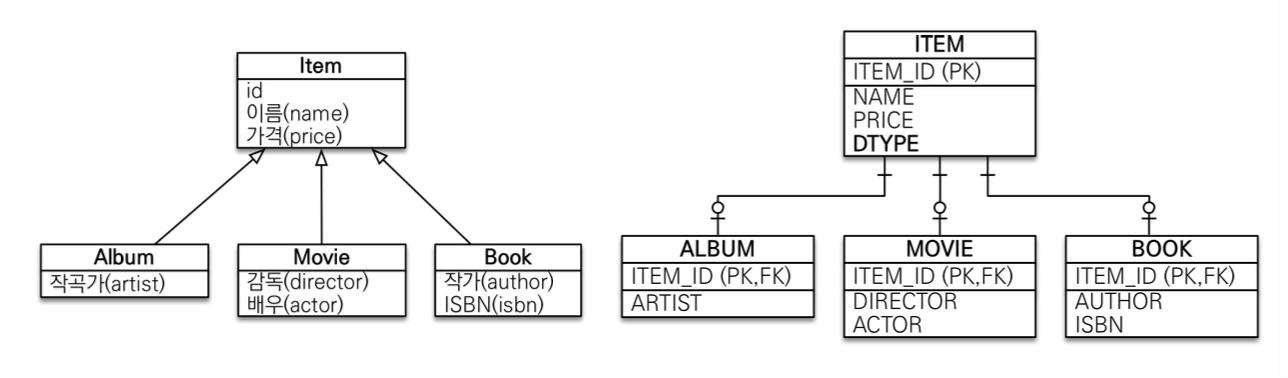 Item
id
이름(name)
가격(price)
Album
작곡가(artist)
Movie
감독(director)
배우(actor)
Book
작가(author)
ISBN(isbn)
ITEM
ITEM_ID (PK)
NAME
PRICE
DTYPE
ALBUM
ITEM_ID (PK,FK)
ARTIST
MOVIE
ITEM_ID (PK,FK)
DIRECTOR
ACTOR
BOOK
ITEM_ID (PK,FK)
AUTHOR
ISBN